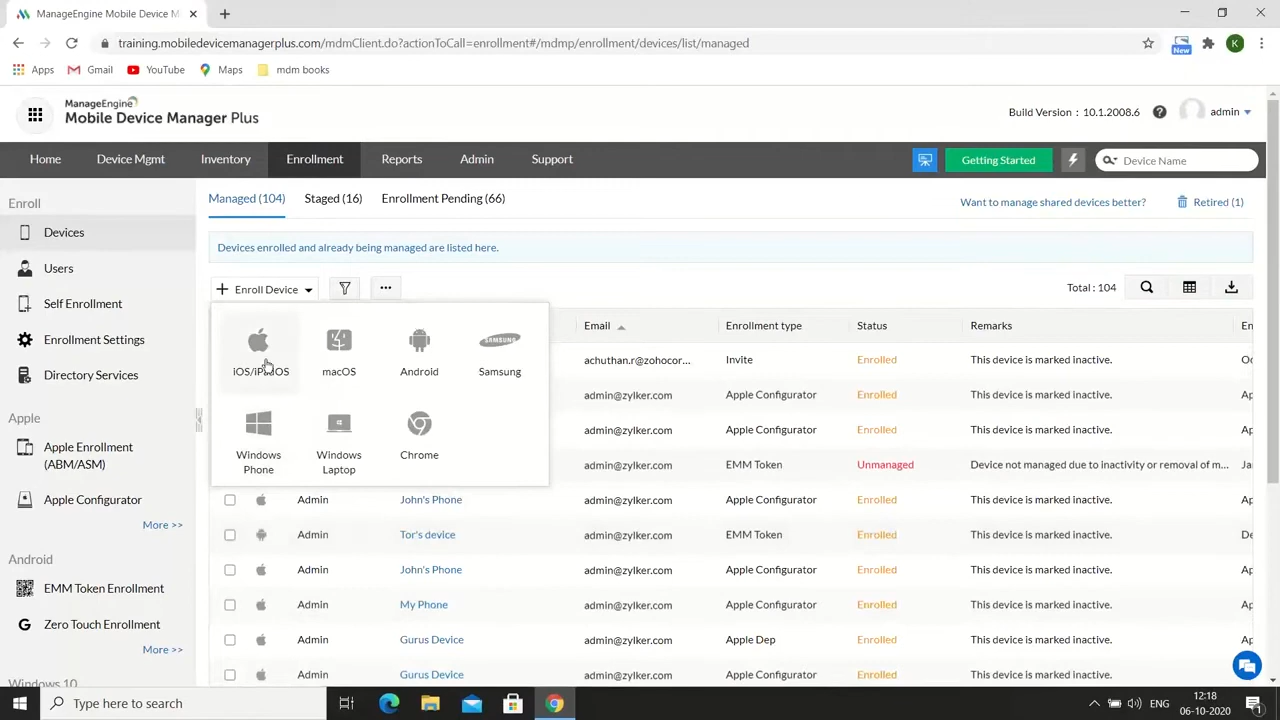 ManageEngine Mobile Device M
training.mobiledevicemanagerplus.com/mdmClient.do?actionToCall=enrollment#/mdmp/enrollment/devices/list/managed
New
K
Apps Gmail YouTube Maps mdm books
ManageEngine
Mobile Device Manager Plus
Build Version : 10.1.2008.6 admin
Home Device Mgmt Inventory Enrollment Reports Admin Support Getting Started Device Name
Enroll
Devices
Users
Self Enrollment
Enrollment Settings
Directory Services
Apple
Apple Enrollment
(ABM/ASM)
Apple Configurator
More >>
Android
EMM Token Enrollment
Zero Touch Enrollment
More >>
Windows 10
Managed (104) Staged (16) Enrollment Pending (66) Want to manage shared devices better? Retired (1)
Devices enrolled and already being managed are listed here.
Enroll Device Total : 104
iOS/iPadOS macOS Android SAMSUNG Samsung
Windows Phone Windows Laptop Chrome
Email Enrollment type Status Remarks En
achuthan.r@zohocor... Invite Enrolled This device is marked inactive. Oc
admin@zylker.com Apple Configurator Enrolled This device is marked inactive. Ap
admin@zylker.com Apple Configurator Enrolled This device is marked inactive. Ap
admin@zylker.com EMM Token Unmanaged Device not managed due to inactivity or removal of m... Ja
Admin John's Phone admin@zylker.com Apple Configurator Enrolled This device is marked inactive. Ap
Admin Tor's device admin@zylker.com EMM Token Enrolled This device is marked inactive. De
Admin John's Phone admin@zylker.com Apple Configurator Enrolled This device is marked inactive. Ap
Admin My Phone admin@zylker.com Apple Configurator Enrolled This device is marked inactive. Ap
Admin Gurus Device admin@zylker.com Apple Dep Enrolled This device is marked inactive. Ap
Admin Gurus Device admin@zylker.com Apple Configurator Enrolled This device is marked inactive. Ap
Type here to search
ENG
12:18
06-10-2020
1